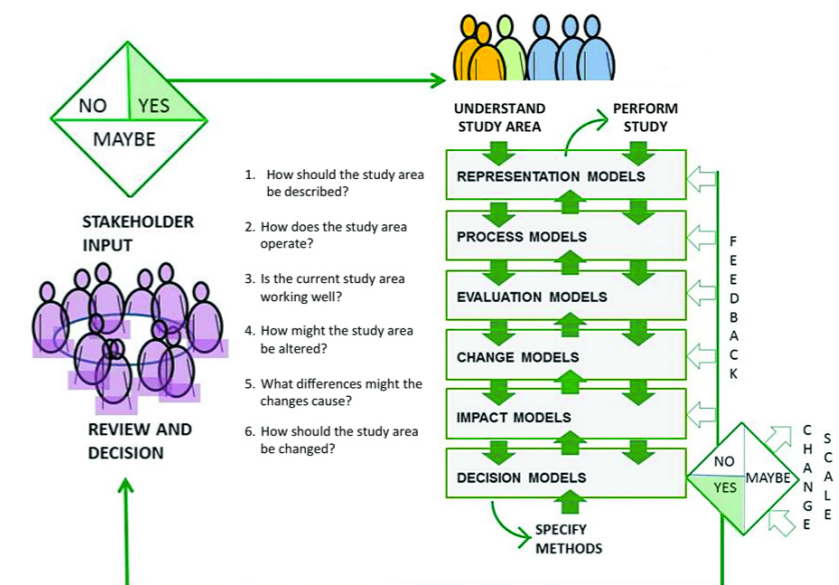 NO
YES
MAYBE
STAKEHOLDER
INPUT
REVIEW AND
DECISION
1. How should the study area
be described?
2. How does the study area
operate?
3. Is the current study area
working well?
4. How might the study area
be altered?
5. What differences might the
changes cause?
6. How should the study area
be changed?
UNDERSTAND
STUDY AREA
PERFORM
STUDY
REPRESENTATION MODELS
PROCESS MODELS
EVALUATION MODELS
CHANGE MODELS
IMPACT MODELS
DECISION MODELS
SPECIFY
METHODS
FEEDBACK
NO
YES
MAYBE
CHANGE
SCALE